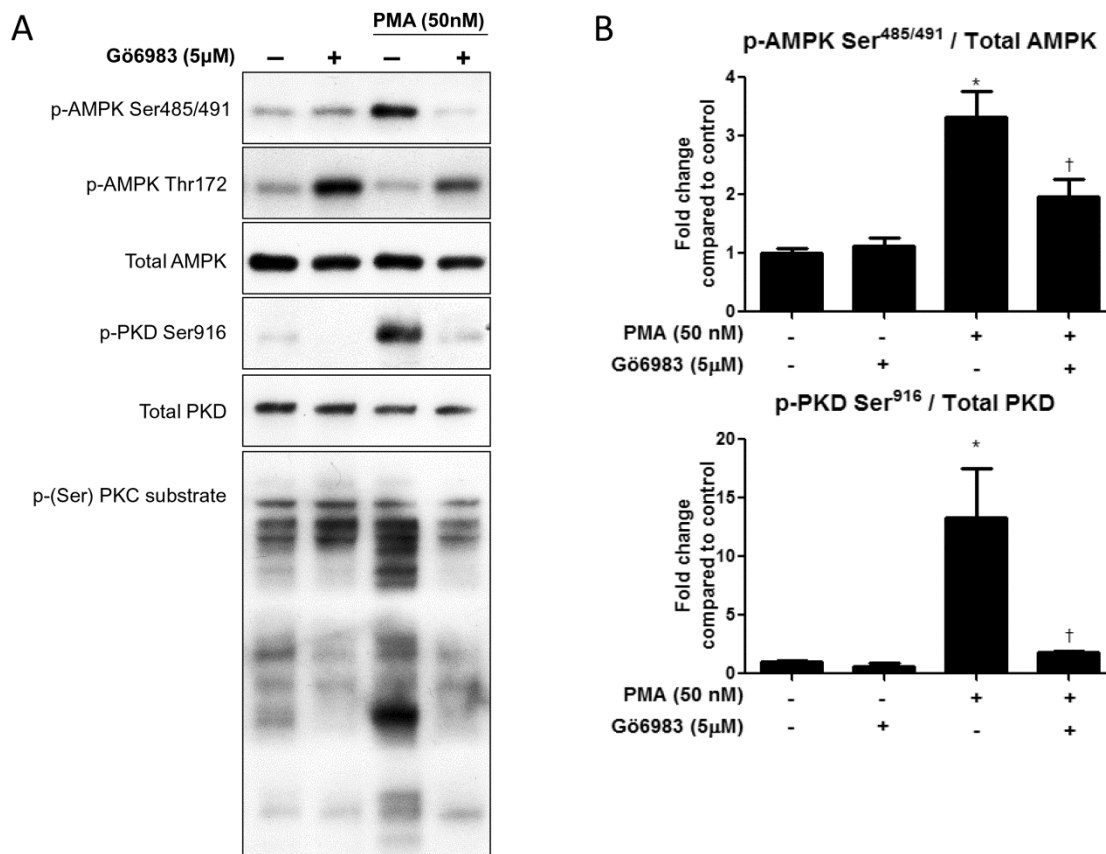 A
PMA (50nM)
Gö6983 (5µM) – + – +
p-AMPK Ser485/491
p-AMPK Thr172
Total AMPK
p-PKD Ser916
Total PKD
p-(Ser) PKC substrate
B
p-AMPK Ser485/491 / Total AMPK
Fold change
compared to control
4
3
2
1
0
*
†
PMA (50 nM) - - + +
Gö6983 (5µM) - + - +
p-PKD Ser916 / Total PKD
Fold change
compared to control
20
15
10
5
0
*
†
PMA (50 nM) - - + +
Gö6983 (5µM) - + - +